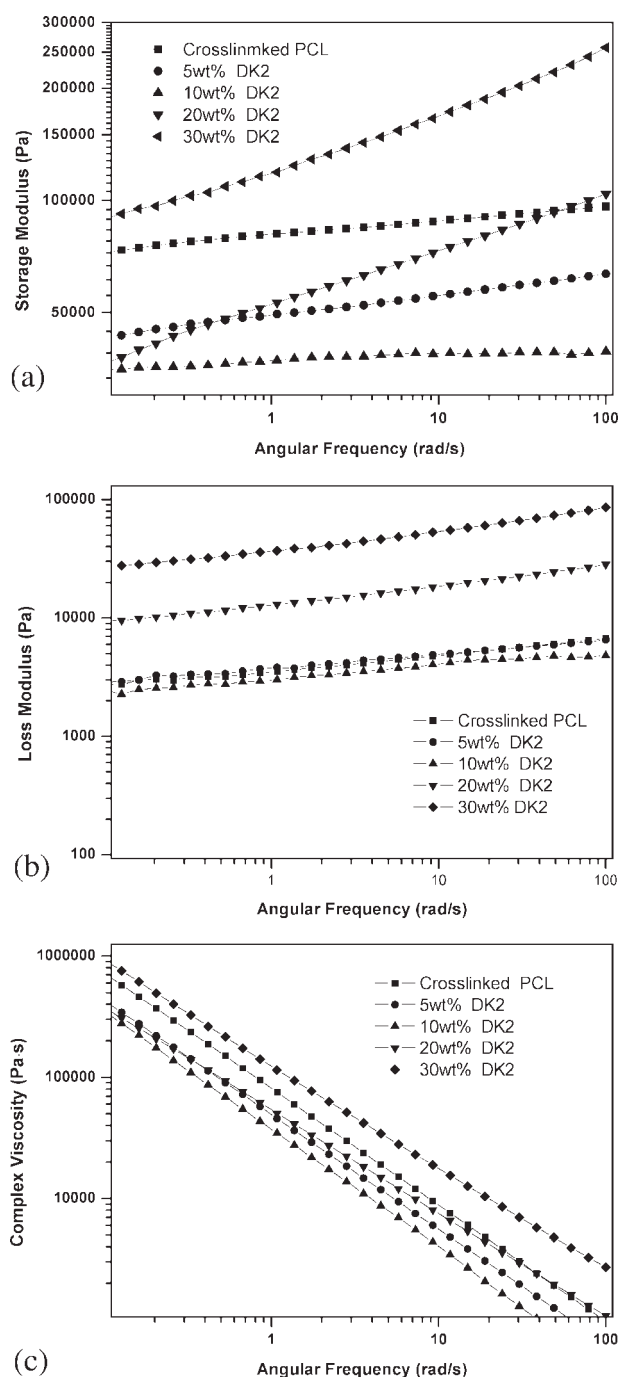 300000
250000
200000
150000
100000
50000
Storage Modulus (Pa)
Crosslinmked PCL
5wt% DK2
10wt% DK2
20wt% DK2
30wt% DK2
1
10
100
Angular Frequency (rad/s)
(a)
100000
10000
1000
100
Loss Modulus (Pa)
Crosslinked PCL
5wt% DK2
10wt% DK2
20wt% DK2
30wt% DK2
1
10
100
Angular Frequency (rad/s)
(b)
1000000
100000
10000
Complex Viscosity (Pa·s)
Crosslinked PCL
5wt% DK2
10wt% DK2
20wt% DK2
30wt% DK2
1
10
100
Angular Frequency (rad/s)
(c)